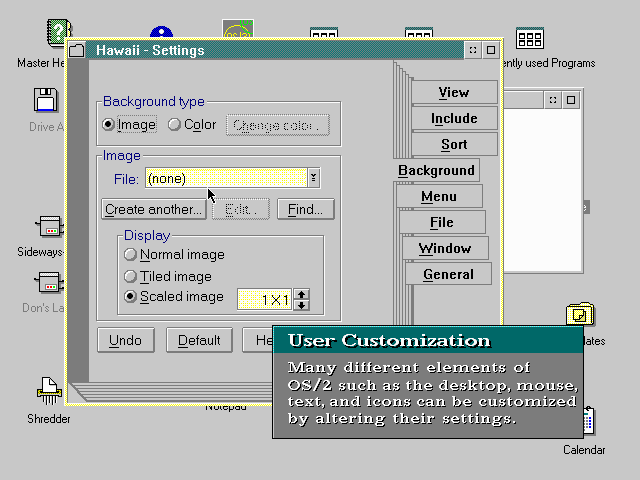 Master He
ntly used Programs
Hawaii - Settings
Drive A
Background type
Image
Color
Change color...
Image
File:
(none)
Create another...
Edit...
Find...
Display
Normal image
Tiled image
Scaled image
1X1
Undo
Default
He
View
Include
Sort
Background
Menu
File
Window
General
Sideways-
Don's La
Shredder
Notepad
lates
Calendar
User Customization
Many different elements of
OS/2 such as the desktop, mouse,
text, and icons can be customized
by altering their settings.